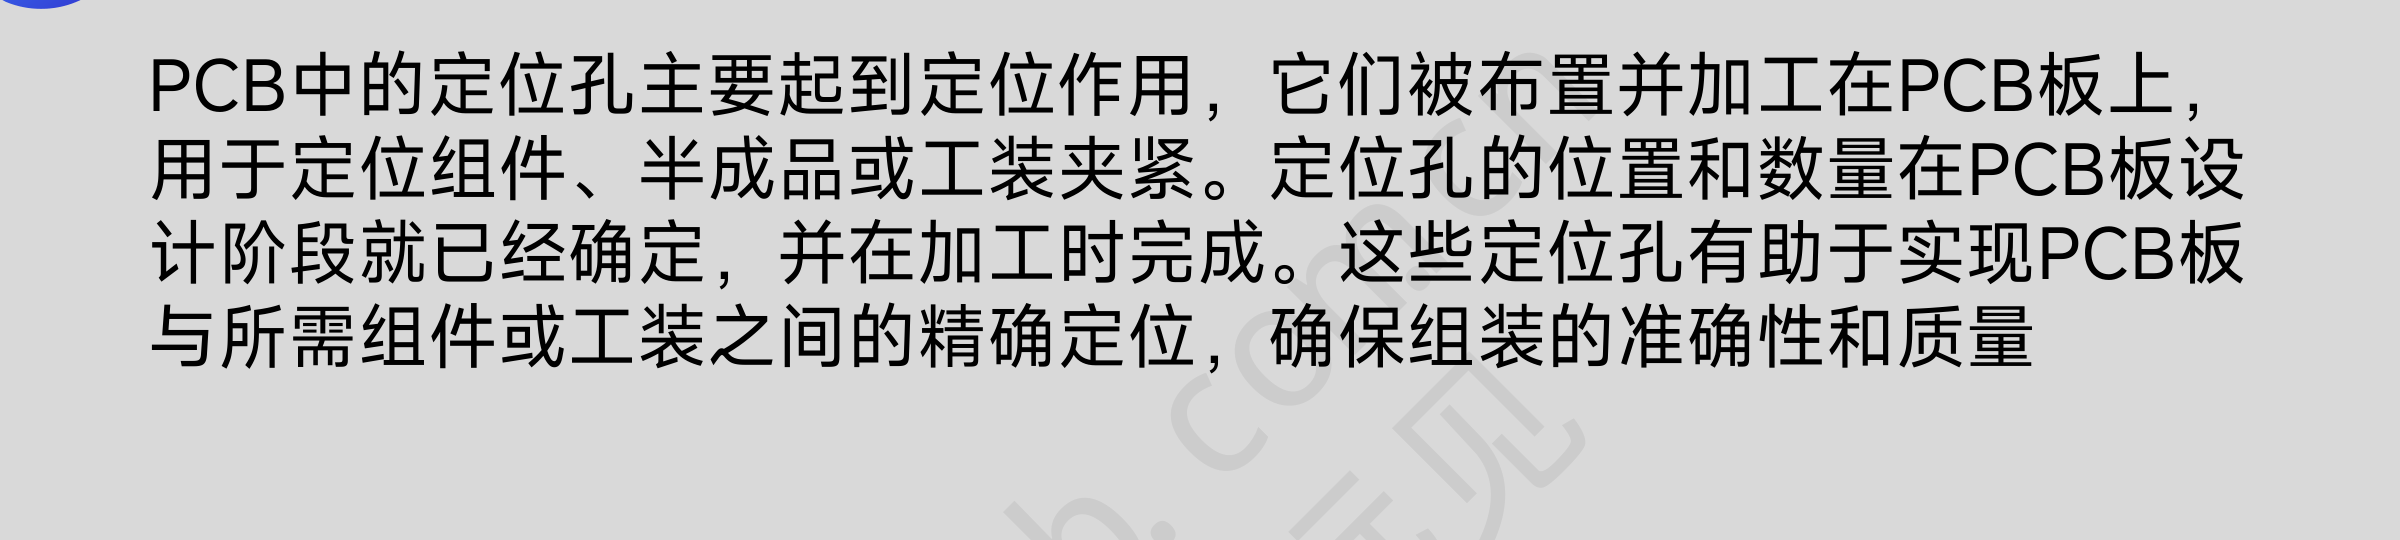 PCB中的定位孔主要起到定位作用，它们被布置并加工在PCB板上，
用于定位组件、半成品或工装夹紧。定位孔的位置和数量在PCB板设
计阶段就已经确定，并在加工时完成。这些定位孔有助于实现PCB板
与所需组件或工装之间的精确定位，确保组装的准确性和质量
b.com.cn
元见